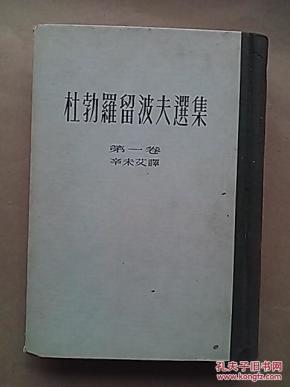 杜勃羅留波夫選集
第一卷
辛未艾譯
孔夫子旧书网